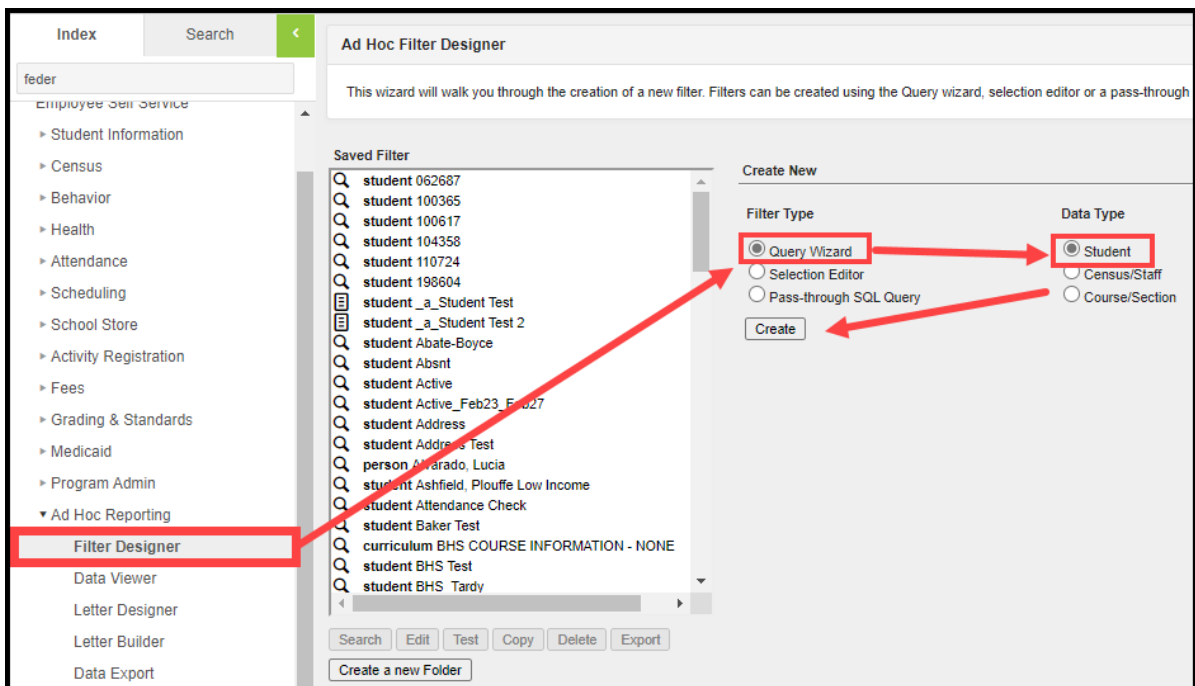 Index
Search
<
feder
Employee Self Service
Student Information
Census
Behavior
Health
Attendance
Scheduling
School Store
Activity Registration
Fees
Grading & Standards
Medicaid
Program Admin
Ad Hoc Reporting
Filter Designer
Data Viewer
Letter Designer
Letter Builder
Data Export
Ad Hoc Filter Designer
This wizard will walk you through the creation of a new filter. Filters can be created using the Query wizard, selection editor or a pass-through
Saved Filter
student 062687
student 100365
student 100617
student 104358
student 110724
student 198604
student _a_Student Test
student _a_Student Test 2
student Abate-Boyce
student Absnt
student Active
student Active_Feb23_Feb27
student Address
student Address Test
person Alvarado, Lucia
student Ashfield, Plouffe Low Income
student Attendance Check
student Baker Test
curriculum BHS COURSE INFORMATION - NONE
student BHS Test
student BHS_Tardy
Search Edit Test Copy Delete Export
Create a new Folder
Create New
Filter Type
Query Wizard
Selection Editor
Pass-through SQL Query
Create
Data Type
Student
Census/Staff
Course/Section